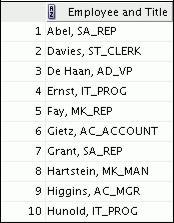 Employee and Title
1 Abel, SA_REP
2 Davies, ST_CLERK
3 De Haan, AD_VP
4 Ernst, IT_PROG
5 Fay, MK_REP
6 Gietz, AC_ACCOUNT
7 Grant, SA_REP
8 Hartstein, MK_MAN
9 Higgins, AC_MGR
10 Hunold, IT_PROG